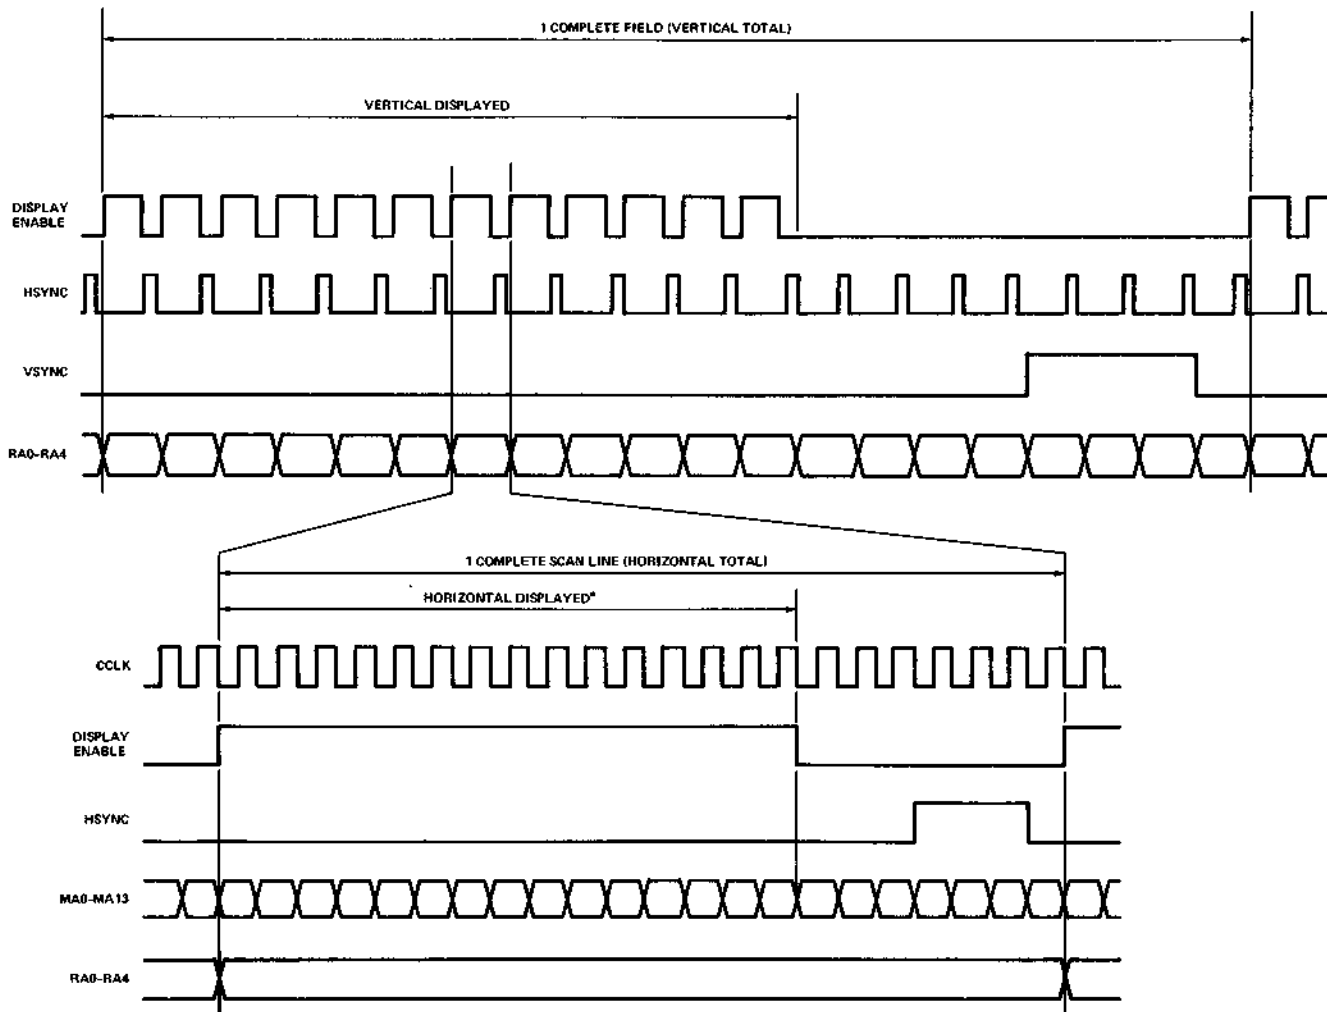 1 COMPLETE FIELD (VERTICAL TOTAL)
VERTICAL DISPLAYED
DISPLAY
ENABLE
HSYNC
VSYNC
RA0-RA4
1 COMPLETE SCAN LINE (HORIZONTAL TOTAL)
HORIZONTAL DISPLAYED*
CCLK
DISPLAY
ENABLE
HSYNC
MA0-MA13
RA0-RA4